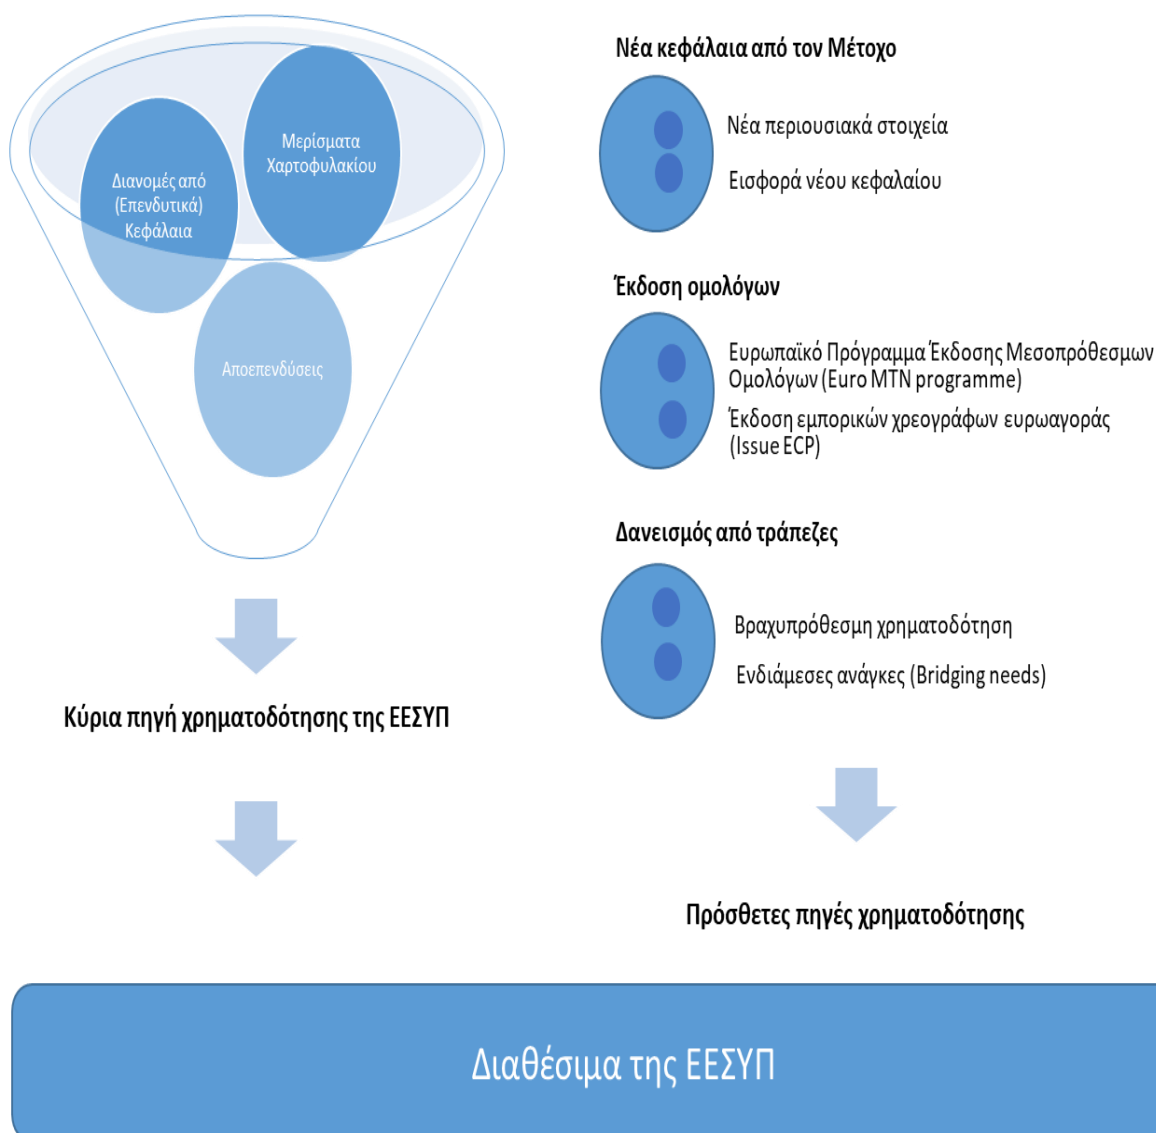 Μερίσματα
Χαρτοφυλακίου
Διανομές από
(Επενδυτικά)
Κεφάλαια
Αποεπενδύσεις
Κύρια πηγή χρηματοδότησης της ΕΕΣΥΠ
Νέα κεφάλαια από τον Μέτοχο
Νέα περιουσιακά στοιχεία
Εισφορά νέου κεφαλαίου
Έκδοση ομολόγων
Ευρωπαϊκό Πρόγραμμα Έκδοσης Μεσοπρόθεσμων
Ομολόγων (Euro MTN programme)
Έκδοση εμπορικών χρεογράφων ευρωαγοράς
(Issue ECP)
Δανεισμός από τράπεζες
Βραχυπρόθεσμη χρηματοδότηση
Ενδιάμεσες ανάγκες (Bridging needs)
Πρόσθετες πηγές χρηματοδότησης
Διαθέσιμα της ΕΕΣΥΠ